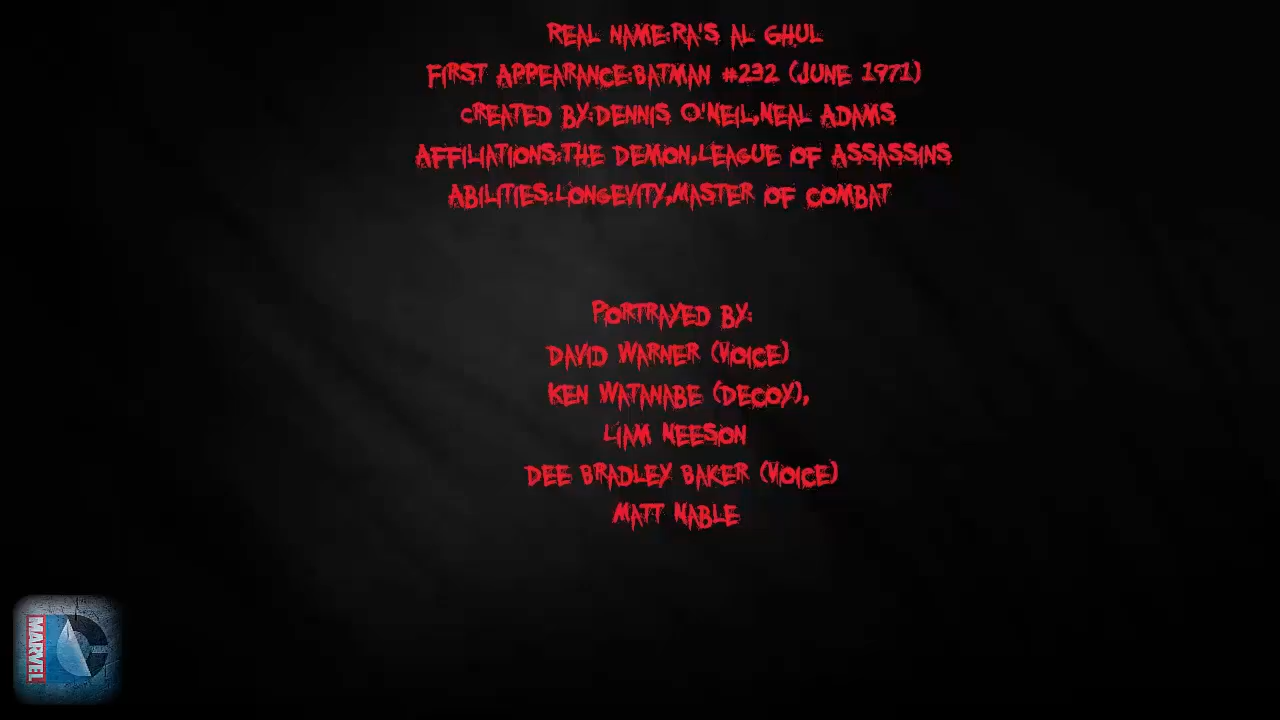 REAL NAME:RA'S AL GHUL
FIRST APPEARANCE:BATMAN #232 (JUNE 1971)
CREATED BY:DENNIS O'NEIL,NEAL ADAMS
AFFILIATIONS:THE DEMON,LEAGUE OF ASSASSINS
ABILITIES:LONGEVITY,MASTER OF COMBAT
PORTRAYED BY:
DAVID WARNER (VOICE)
KEN WATANABE (DECOY),
LIAM NEESON
DEE BRADLEY BAKER (VOICE)
MATT NABLE
MARVEL